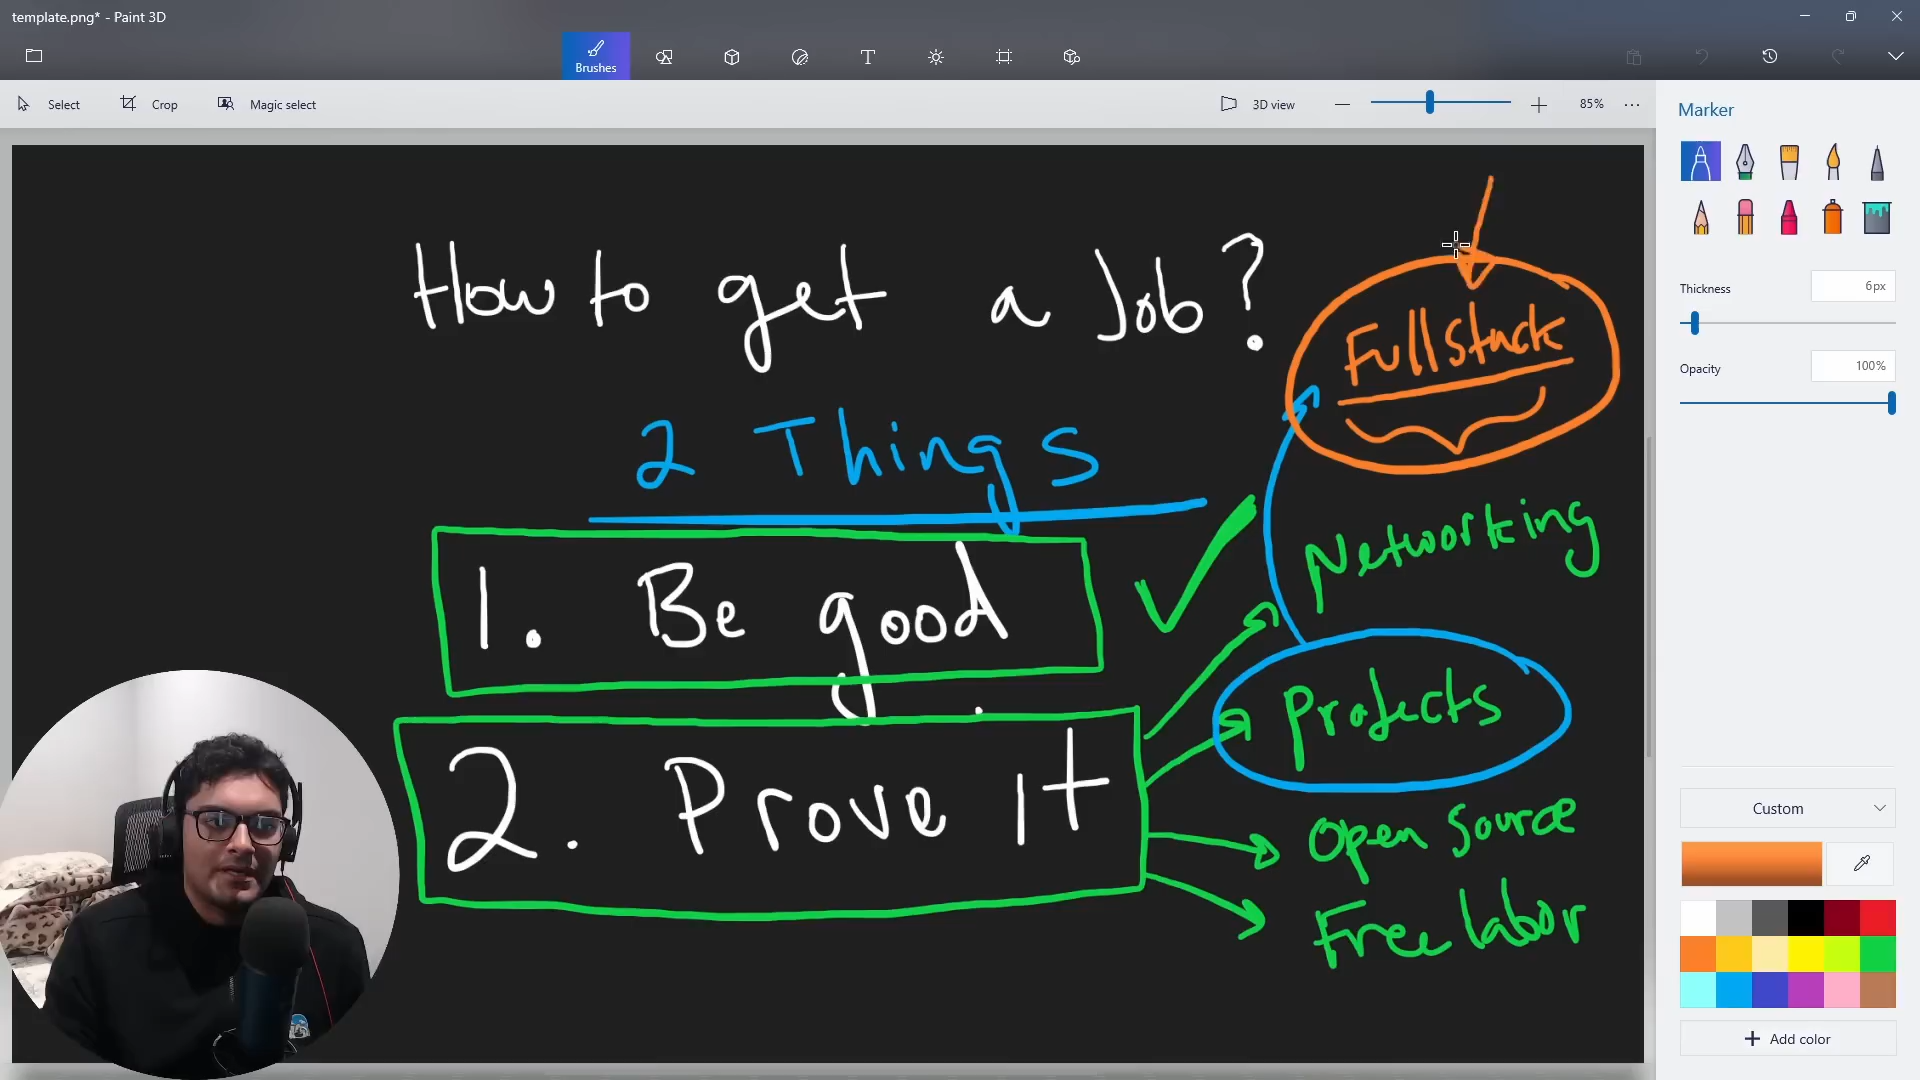 template.png* - Paint 3D
Brushes
Select
Crop
Magic select
3D view
85%
Marker
Thickness
6px
Opacity
100%
Custom
Add color
How to get a Job?
2 Things
1. Be good
2. Prove it
Fullstack
Networking
Projects
Open Source
Free labor